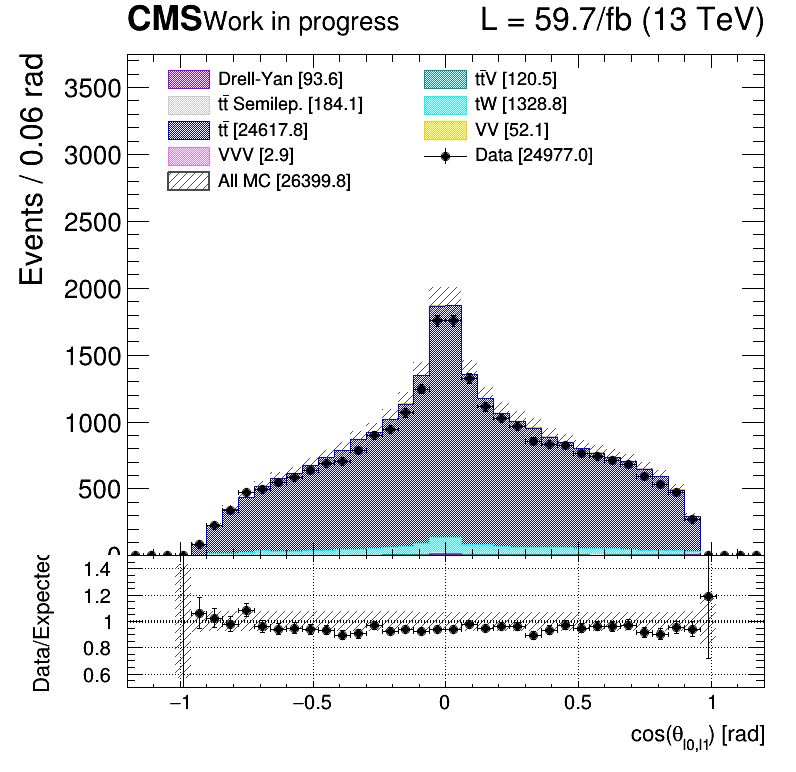 CMS Work in progress L = 59.7/fb (13 TeV)
Events / 0.06 rad
3500
3000
2500
2000
1500
1000
500
0
Drell-Yan [93.6]
tt̄ Semilep. [184.1]
tt̄ [24617.8]
VVV [2.9]
All MC [26399.8]
tt̄V [120.5]
tW [1328.8]
VV [52.1]
Data [24977.0]
Data/Expected
1.4
1.2
1
0.8
0.6
−1 −0.5 0 0.5 1
cos(θl0,l1) [rad]